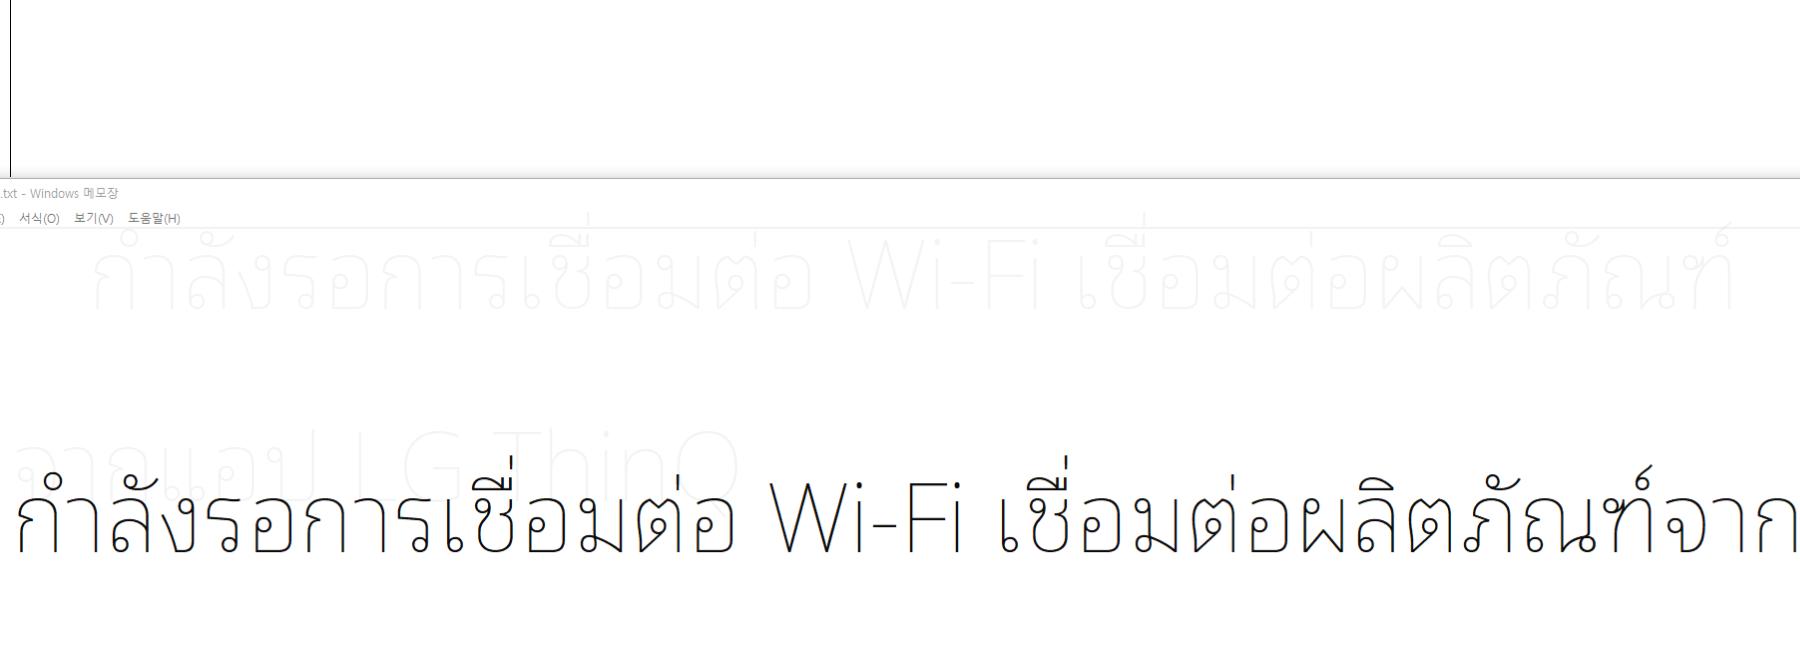 .txt - Windows 메모장
서식(O) 보기(V) 도움말(H)
กำลังรอการเชื่อมต่อ Wi-Fi เชื่อมต่อผลิตภัณฑ์
จากแอป LG ThinQ
กำลังรอการเชื่อมต่อ Wi-Fi เชื่อมต่อผลิตภัณฑ์จาก